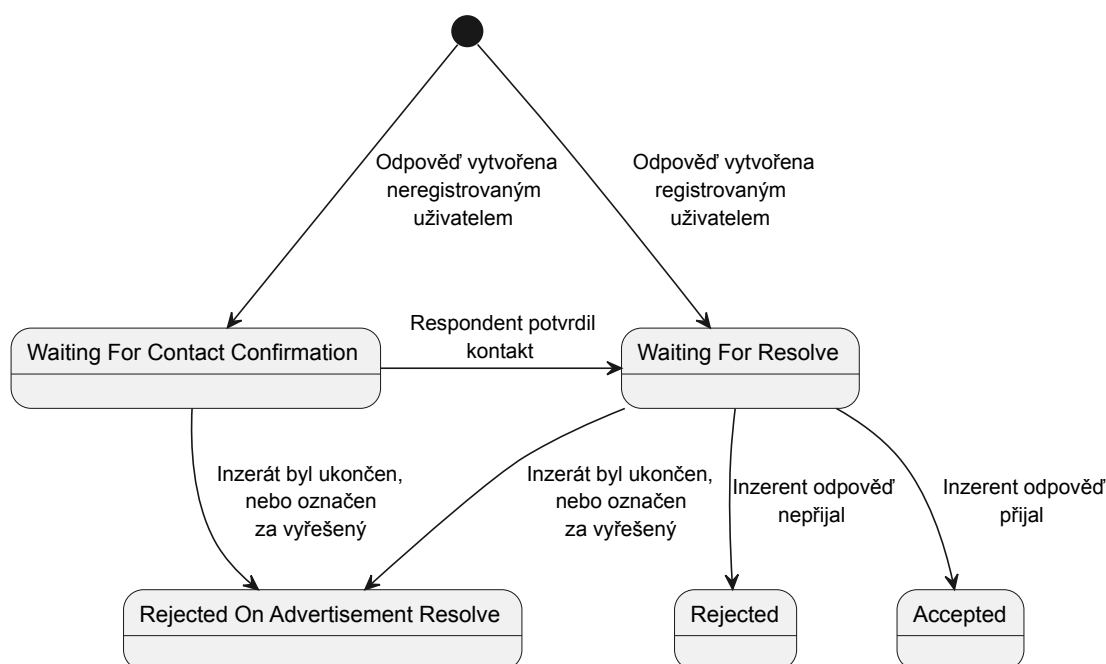 Odpověď vytvořena
neregistrovaným
uživatelem
Odpověď vytvořena
registrovaným
uživatelem
Waiting For Contact Confirmation
Respondent potvrdil
kontakt
Waiting For Resolve
Inzerát byl ukončen,
nebo označen
za vyřešený
Inzerát byl ukončen,
nebo označen
za vyřešený
Inzerent odpověď
nepřijal
Inzerent odpověď
přijal
Rejected On Advertisement Resolve
Rejected
Accepted